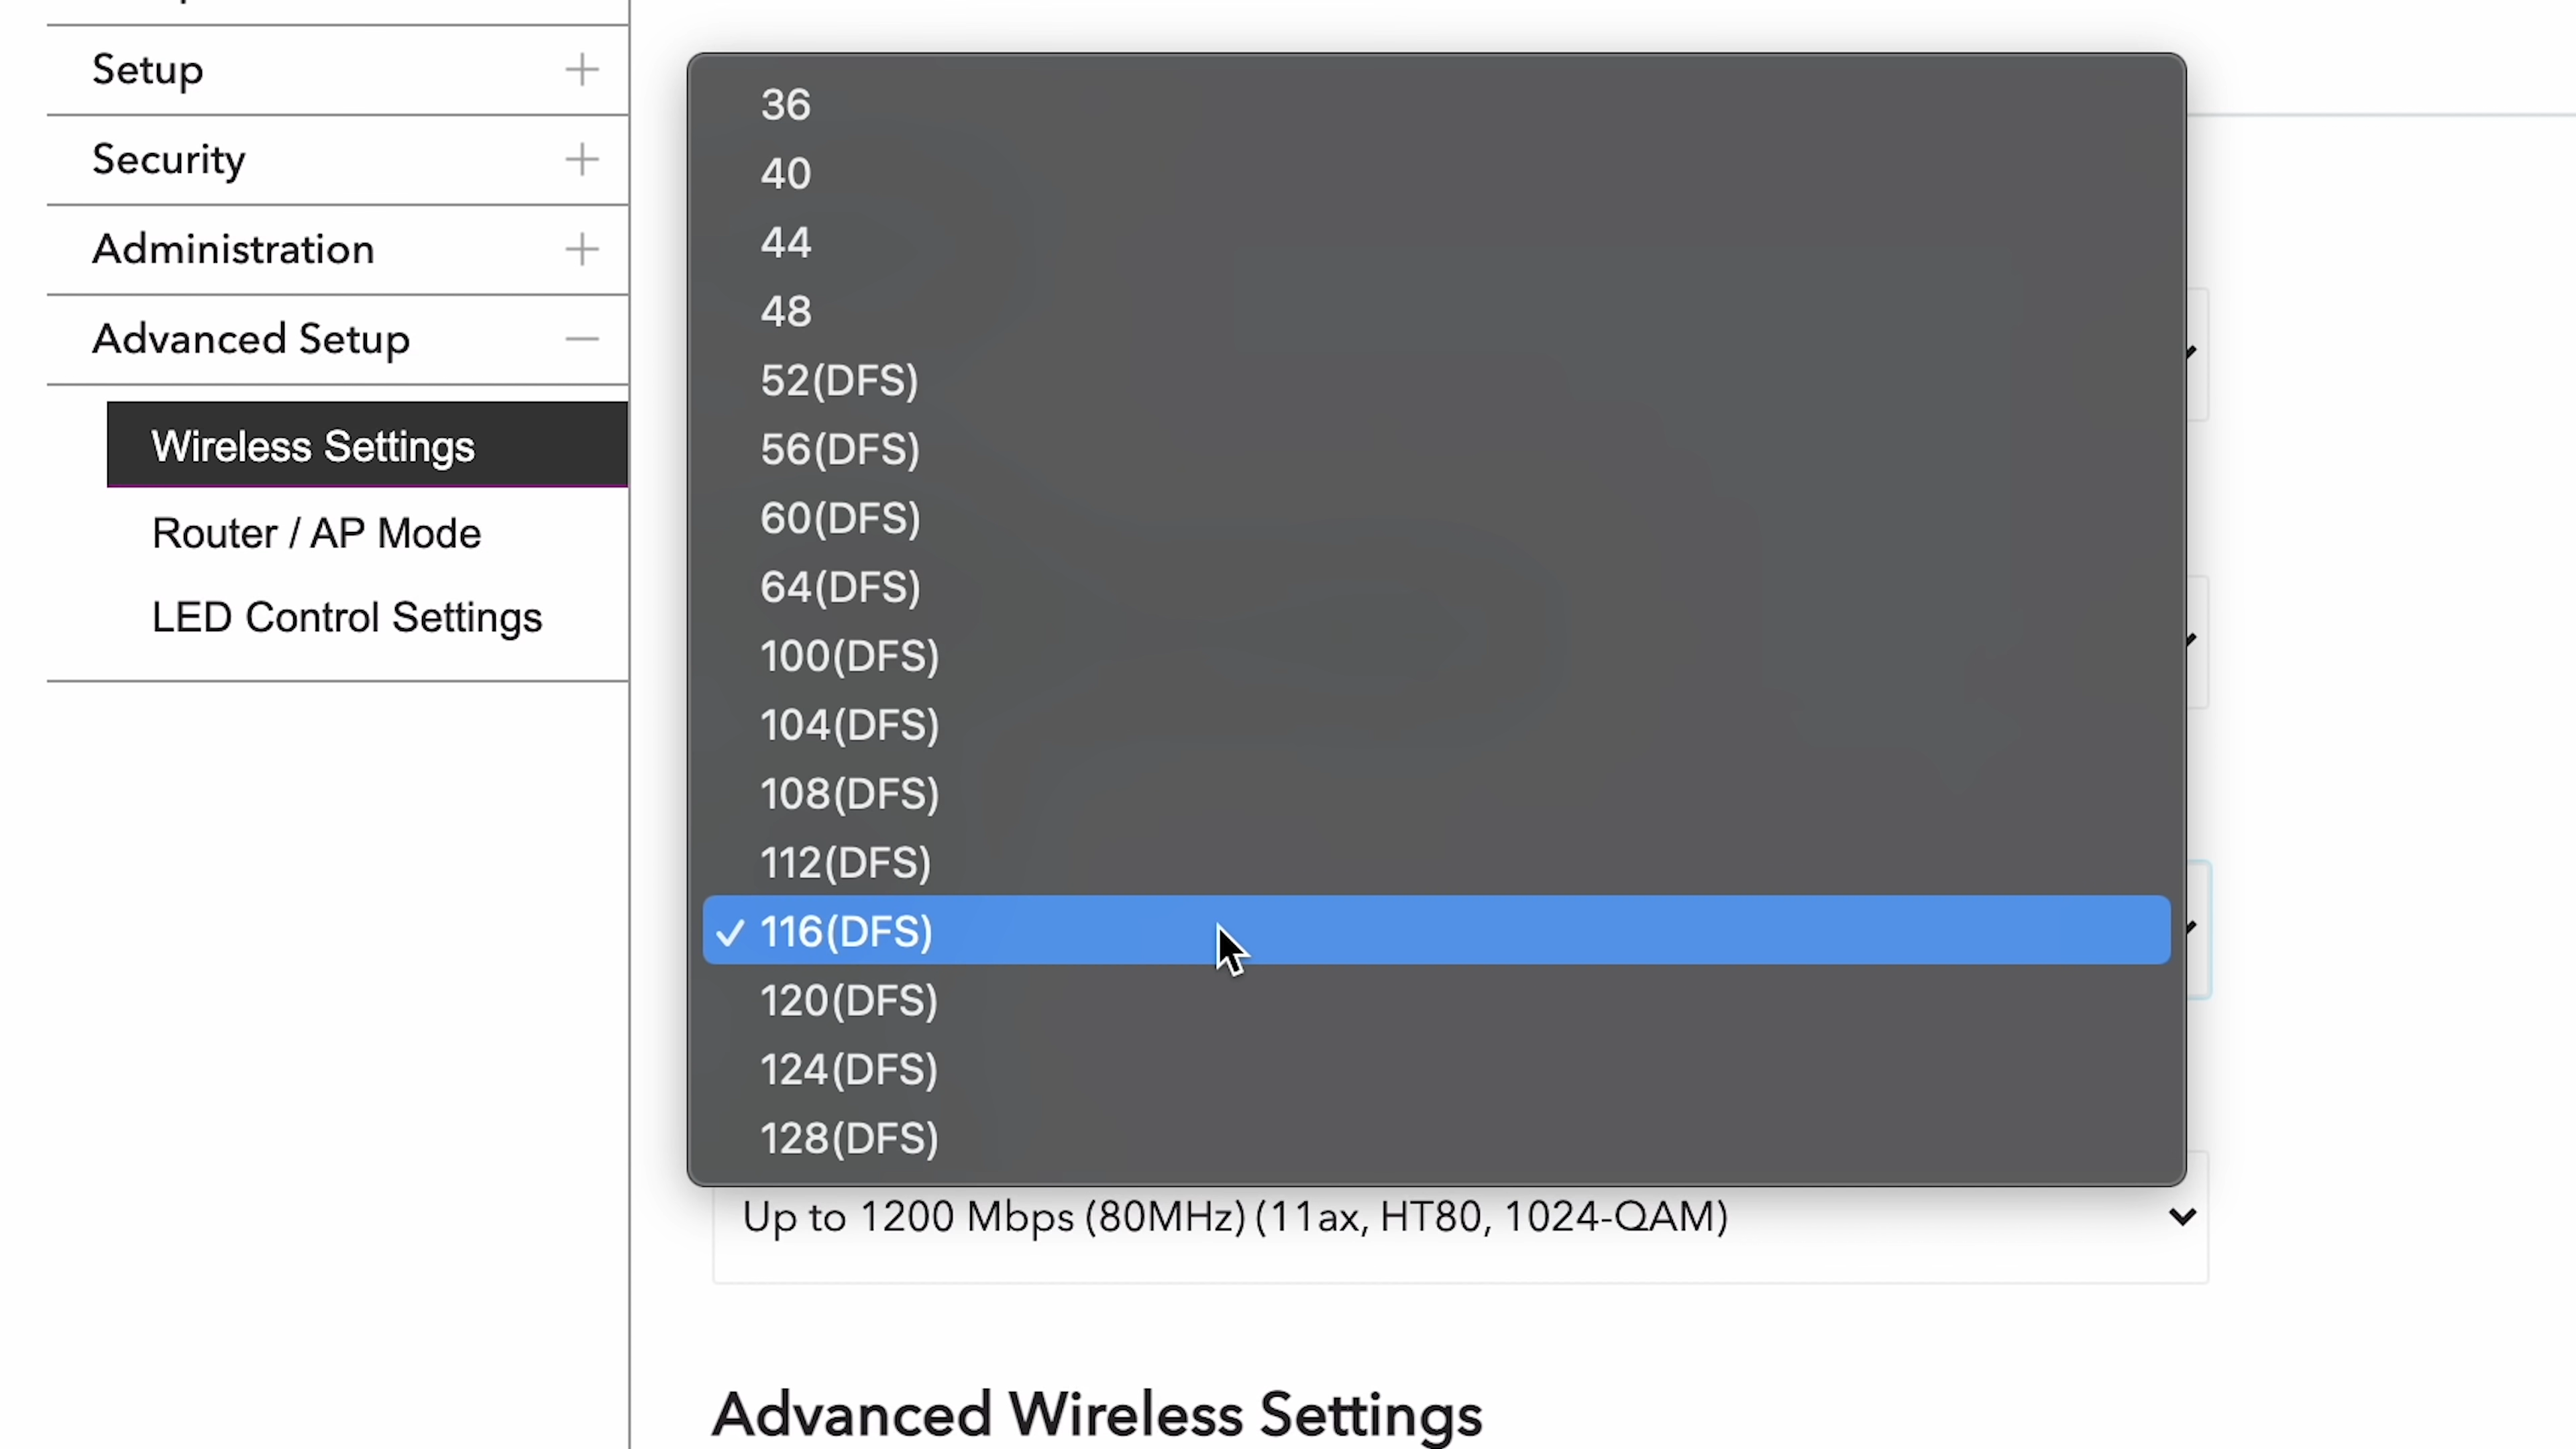 Setup
Security
Administration
Advanced Setup
Wireless Settings
Router / AP Mode
LED Control Settings
36
40
44
48
52(DFS)
56(DFS)
60(DFS)
64(DFS)
100(DFS)
104(DFS)
108(DFS)
112(DFS)
116(DFS)
120(DFS)
124(DFS)
128(DFS)
Up to 1200 Mbps (80MHz) (11ax, HT80, 1024-QAM)
Advanced Wireless Settings